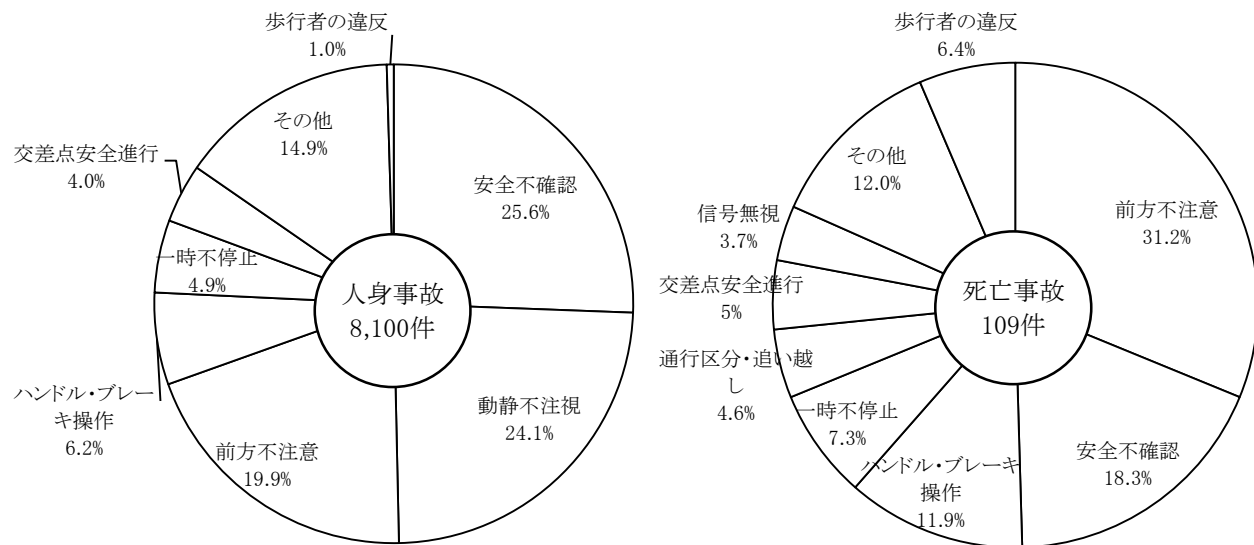 歩行者の違反
1.0%
その他
14.9%
交差点安全進行
4.0%
安全不確認
25.6%
一時不停止
4.9%
人身事故
8,100件
ハンドル・ブレー
キ操作
6.2%
前方不注意
19.9%
動静不注視
24.1%
歩行者の違反
6.4%
その他
12.0%
信号無視
3.7%
前方不注意
31.2%
交差点安全進行
5%
死亡事故
109件
通行区分・追い越
し
4.6%
一時不停止
7.3%
ハンドル・ブレーキ
操作
11.9%
安全不確認
18.3%